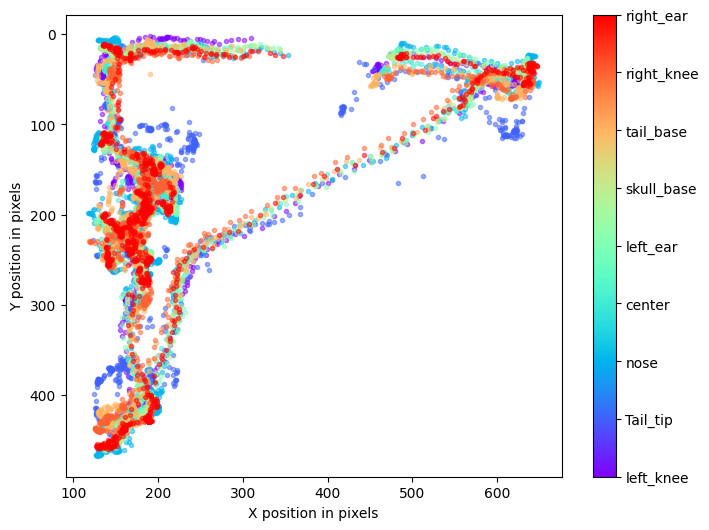 0
100
200
300
400
Y position in pixels
100
200
300
400
500
600
X position in pixels
right_ear
right_knee
tail_base
skull_base
left_ear
center
nose
Tail_tip
left_knee